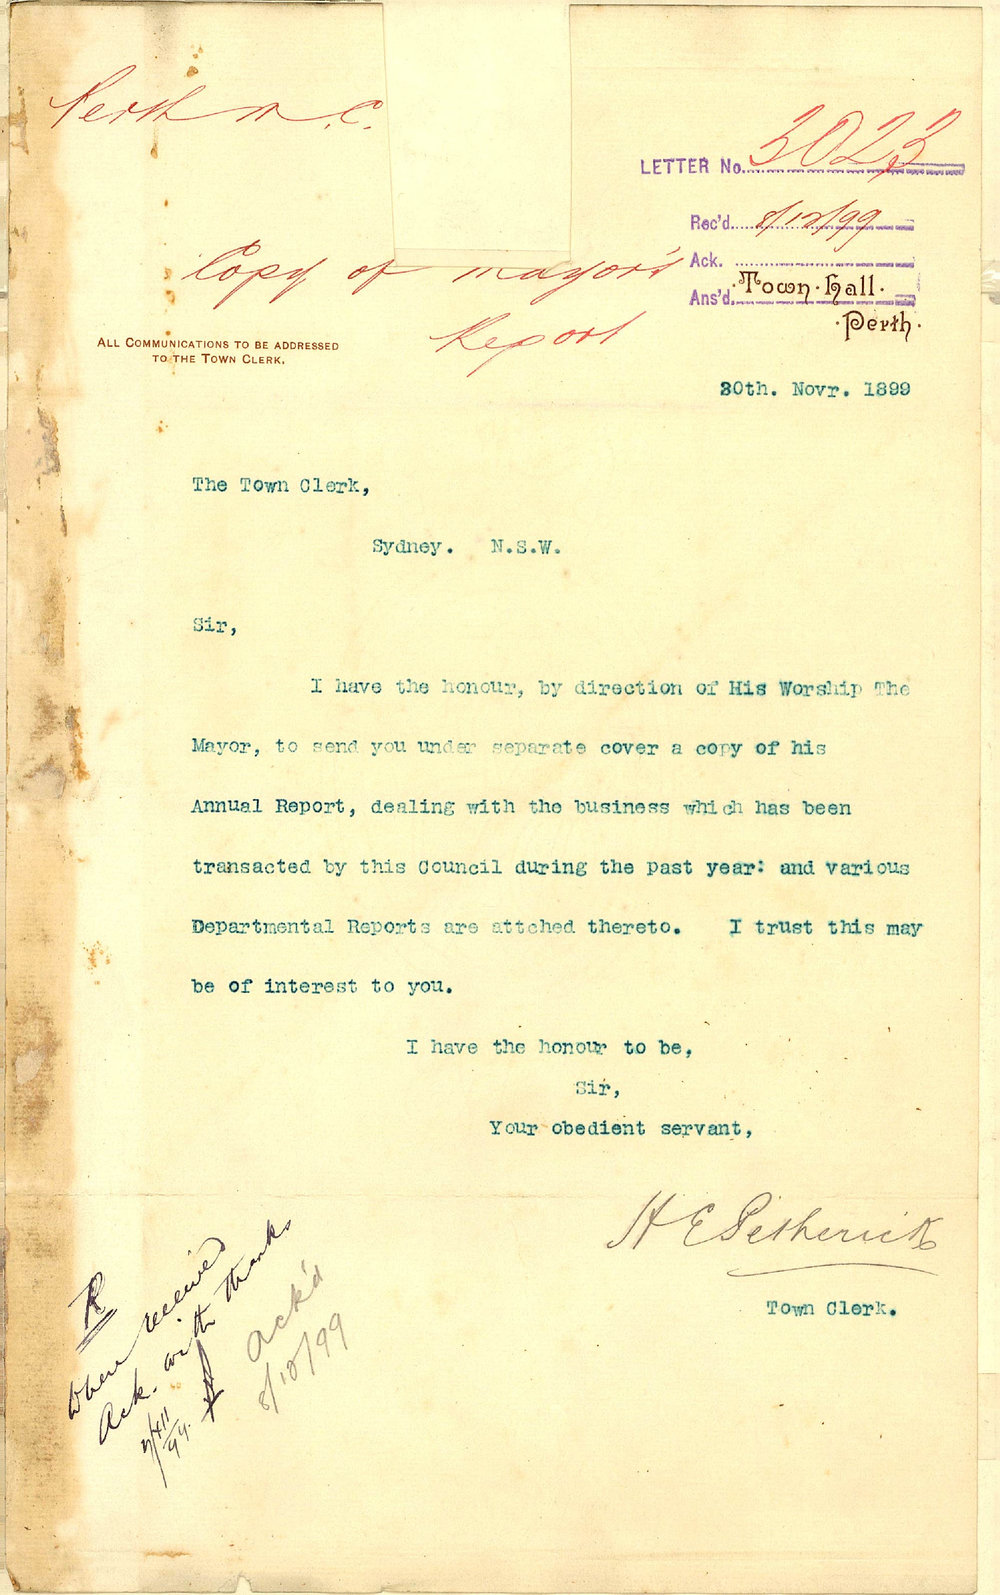 Perth M.C.
LETTER No. 3023
Rec'd. 8/12/99
Ack.
Ans'd.
Copy of Mayor's
Report
Town·Hall·
·Perth·
ALL COMMUNICATIONS TO BE ADDRESSED
TO THE TOWN CLERK.
30th. Novr. 1899
The Town Clerk,
Sydney. N.S.W.
Sir,
I have the honour, by direction of His Worship The
Mayor, to send you under separate cover a copy of his
Annual Report, dealing with the business which has been
transacted by this Council during the past year: and various
Departmental Reports are attched thereto. I trust this may
be of interest to you.
I have the honour to be,
Sir,
Your obedient servant,
H E Petherick
Town Clerk.
R
When received
Ack. with thanks
Ack'd
8/12/99